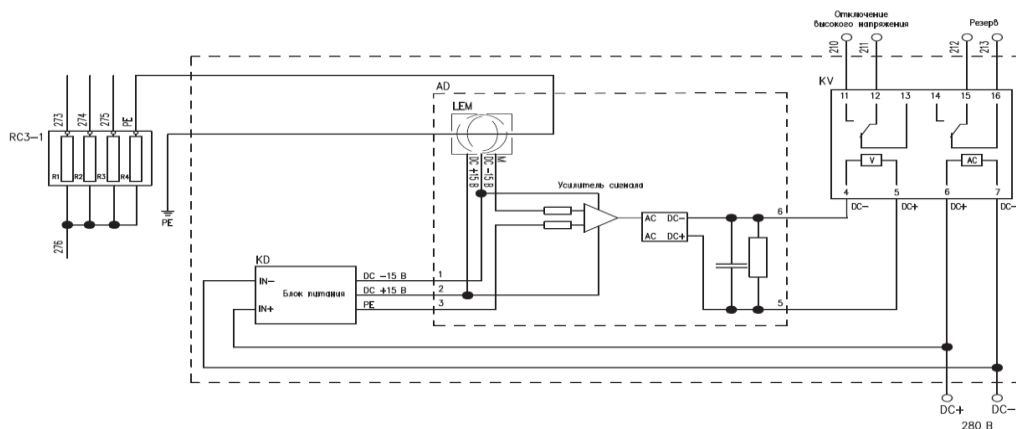 Отключение
высокого напряжения
Резерв
210
211
212
213
KV
11 12 13 14 15 16
V
AC
4 5 6 7
DC- DC+ DC+ DC-
AD
LEM
DC +15 В
DC -15 В
M
Усилитель сигнала
AC DC-
AC DC+
6
5
273
274
275
PE
RC3-1
R1 R2 R3 R4
276
PE
KD
IN-
IN+
Блок питания
DC -15 В 1
DC +15 В 2
PE 3
DC+ DC-
280 В